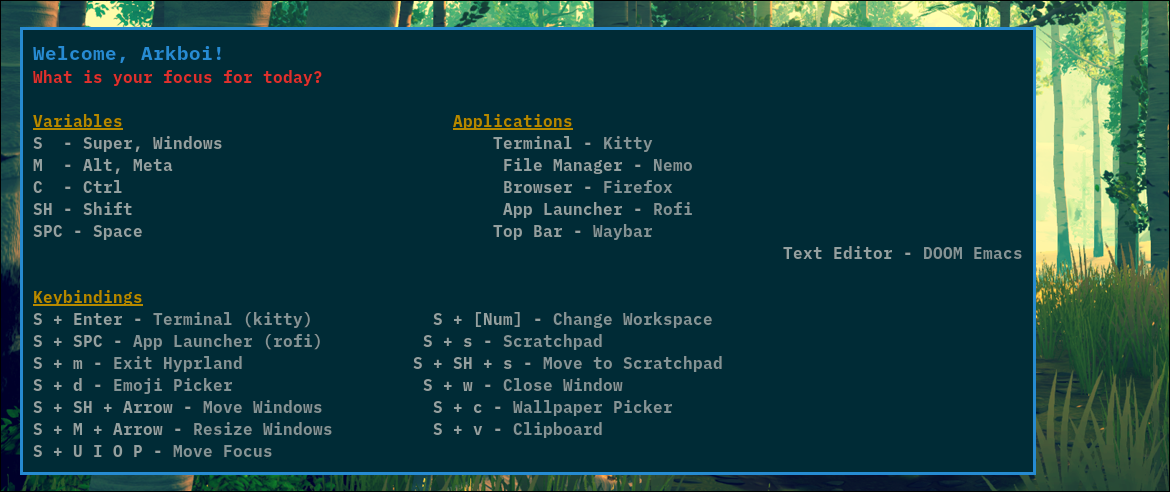 Welcome, Arkboi!
What is your focus for today?
Variables Applications
S - Super, Windows Terminal - Kitty
M - Alt, Meta File Manager - Nemo
C - Ctrl Browser - Firefox
SH - Shift App Launcher - Rofi
SPC - Space Top Bar - Waybar
Text Editor - DOOM Emacs
Keybindings
S + Enter - Terminal (kitty) S + [Num] - Change Workspace
S + SPC - App Launcher (rofi) S + s - Scratchpad
S + m - Exit Hyprland S + SH + s - Move to Scratchpad
S + d - Emoji Picker S + w - Close Window
S + SH + Arrow - Move Windows S + c - Wallpaper Picker
S + M + Arrow - Resize Windows S + v - Clipboard
S + U I O P - Move Focus